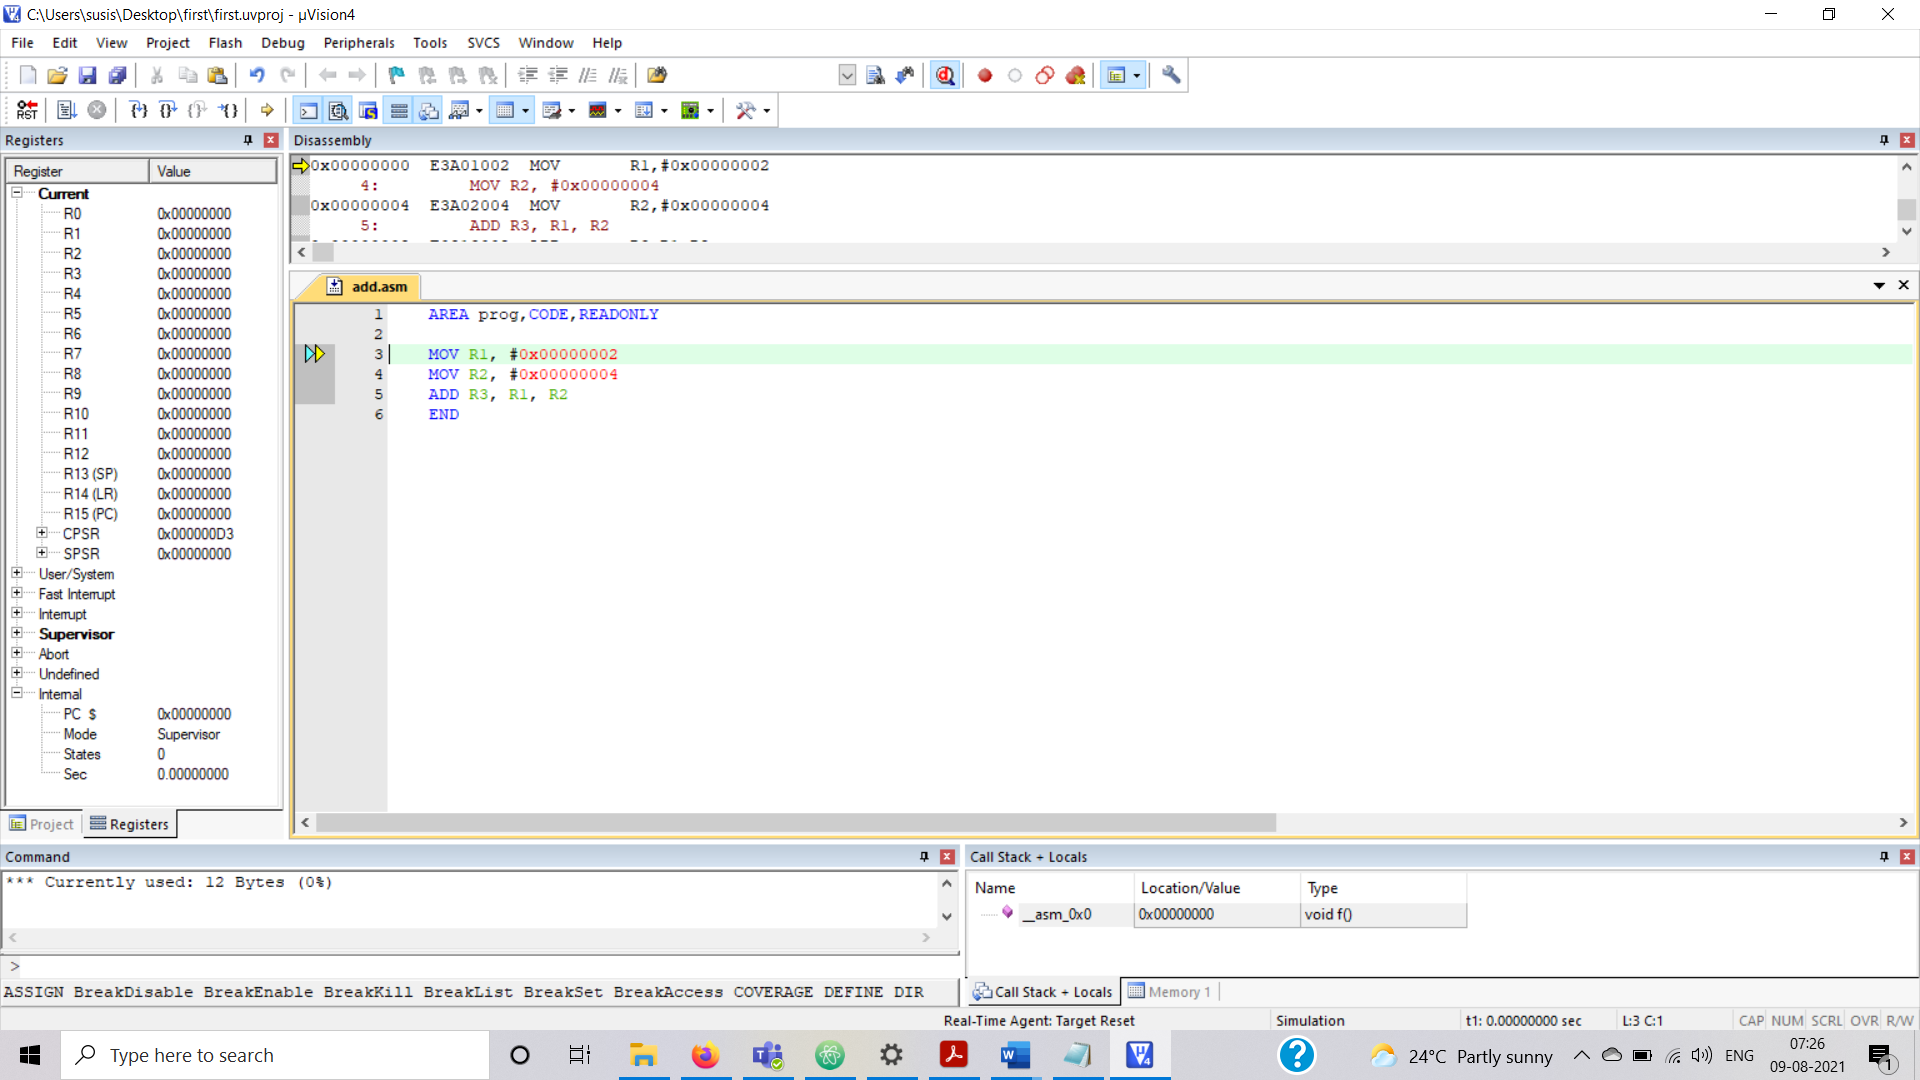 C:\Users\susis\Desktop\first\first.uvproj - µVision4
File Edit View Project Flash Debug Peripherals Tools SVCS Window Help
Registers
Register Value
Current
R0 0x00000000
R1 0x00000000
R2 0x00000000
R3 0x00000000
R4 0x00000000
R5 0x00000000
R6 0x00000000
R7 0x00000000
R8 0x00000000
R9 0x00000000
R10 0x00000000
R11 0x00000000
R12 0x00000000
R13 (SP) 0x00000000
R14 (LR) 0x00000000
R15 (PC) 0x00000000
CPSR 0x000000D3
SPSR 0x00000000
User/System
Fast Interrupt
Interrupt
Supervisor
Abort
Undefined
Internal
PC $ 0x00000000
Mode Supervisor
States 0
Sec 0.00000000
Project Registers
Disassembly
0x00000000 E3A01002 MOV R1,#0x00000002
4: MOV R2, #0x00000004
0x00000004 E3A02004 MOV R2,#0x00000004
5: ADD R3, R1, R2
add.asm
1 AREA prog,CODE,READONLY
2
3 MOV R1, #0x00000002
4 MOV R2, #0x00000004
5 ADD R3, R1, R2
6 END
Command
*** Currently used: 12 Bytes (0%)
>
ASSIGN BreakDisable BreakEnable BreakKill BreakList BreakSet BreakAccess COVERAGE DEFINE DIR
Call Stack + Locals
Name Location/Value Type
__asm_0x0 0x00000000 void f()
Call Stack + Locals Memory 1
Real-Time Agent: Target Reset Simulation t1: 0.00000000 sec L:3 C:1 CAP NUM SCRL OVR R/W
Type here to search
24°C Partly sunny
ENG
07:26
09-08-2021
1